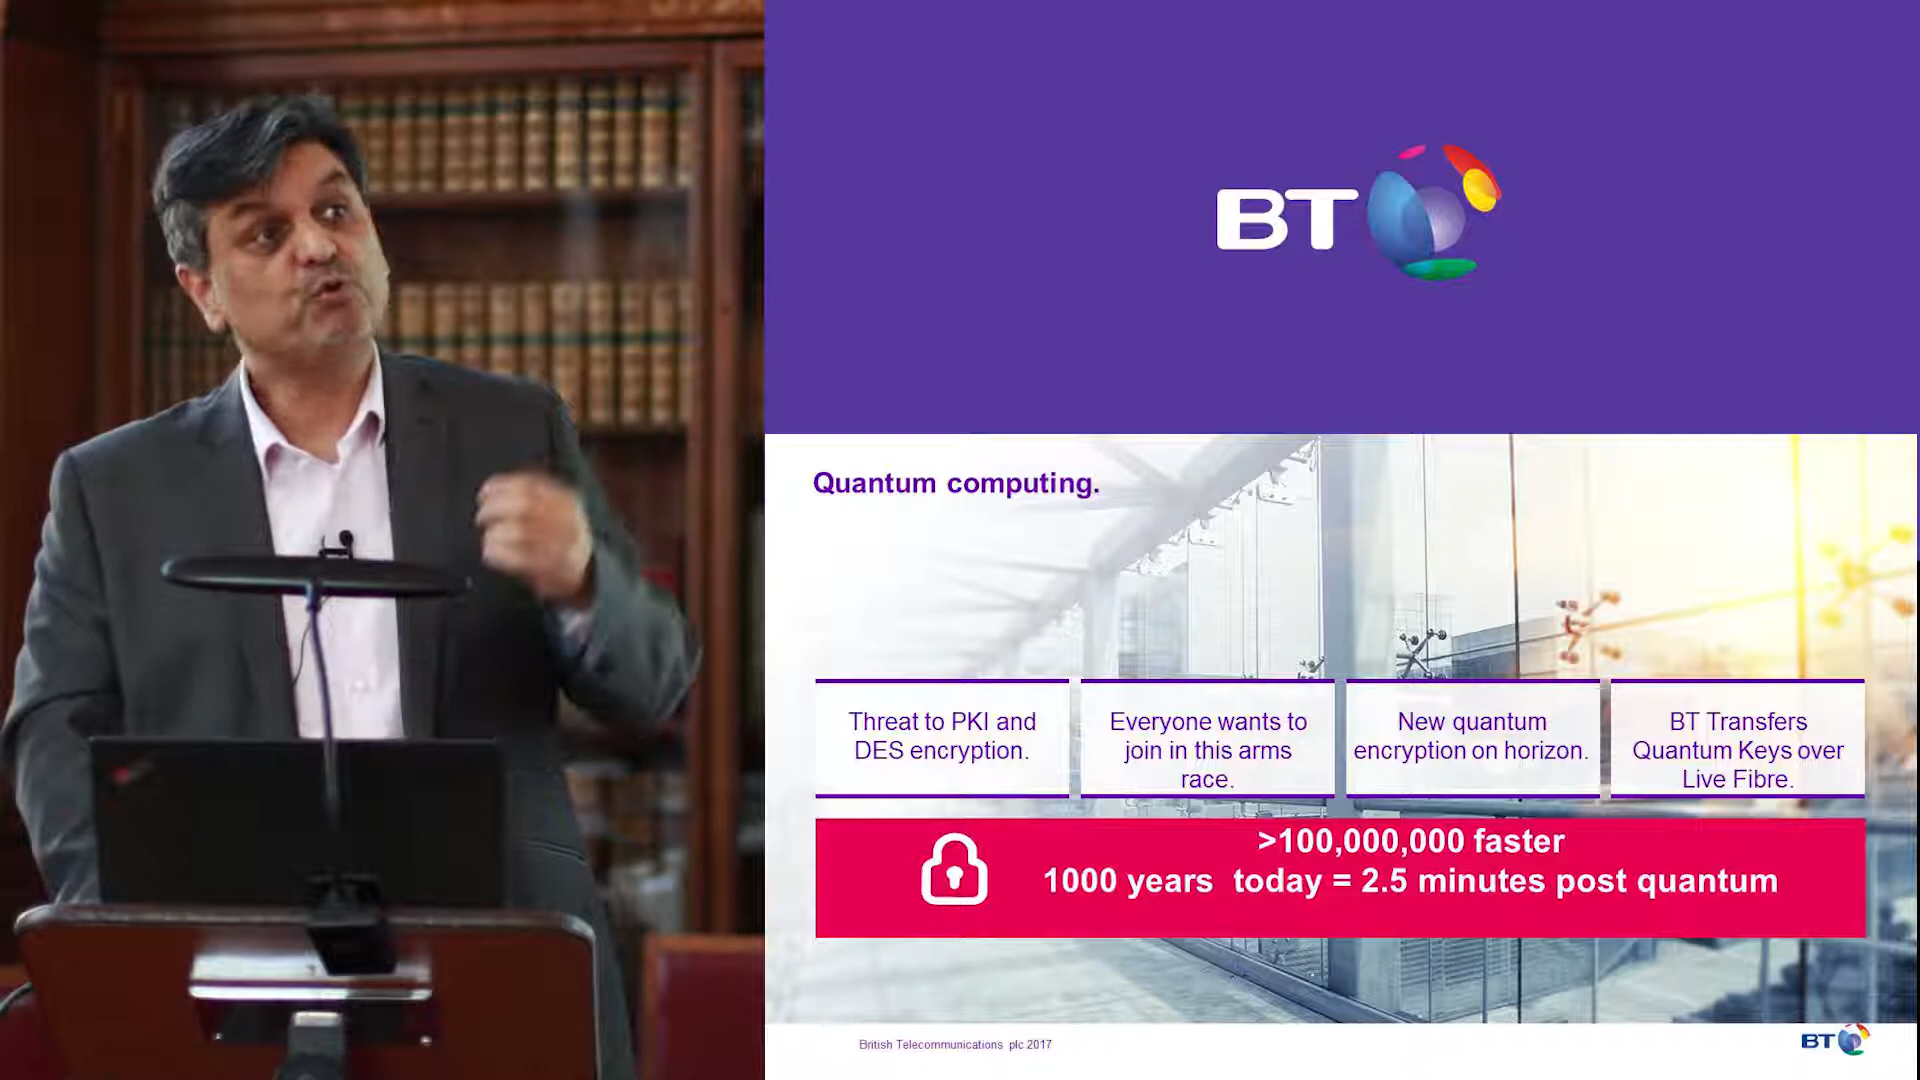 BT
Quantum computing.
Threat to PKI and
DES encryption.
Everyone wants to
join in this arms
race.
New quantum
encryption on horizon.
BT Transfers
Quantum Keys over
Live Fibre.
>100,000,000 faster
1000 years today = 2.5 minutes post quantum
British Telecommunications plc 2017
BT